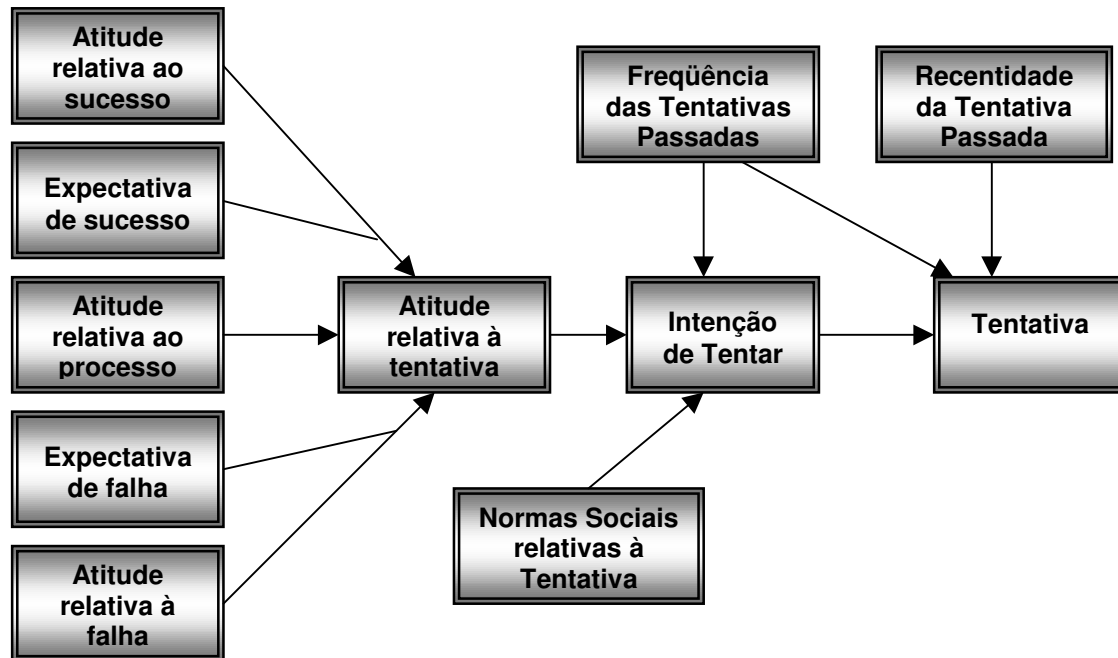 Atitude
relativa ao
sucesso
Expectativa
de sucesso
Atitude
relativa ao
processo
Expectativa
de falha
Atitude
relativa à
falha
Atitude
relativa à
tentativa
Freqüência
das Tentativas
Passadas
Intenção
de Tentar
Normas Sociais
relativas à
Tentativa
Recentidade
da Tentativa
Passada
Tentativa